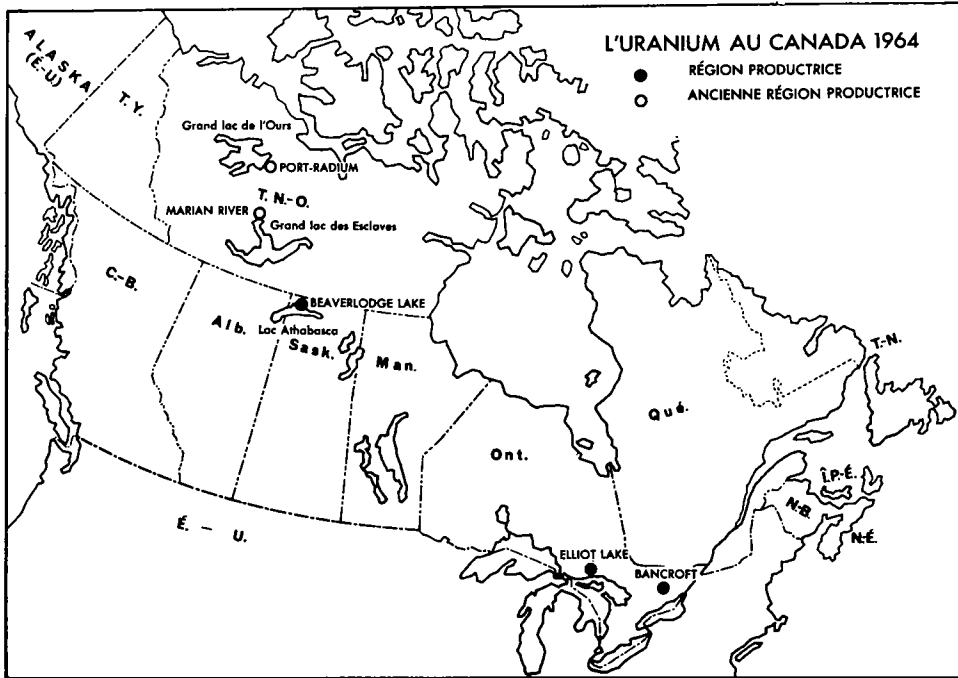 L'URANIUM AU CANADA 1964
RÉGION PRODUCTRICE
ANCIENNE RÉGION PRODUCTRICE
ALASKA
(É.-U.)
T.Y.
Grand lac de l'Ours
PORT-RADIUM
T.N.-O.
MARIAN RIVER
Grand lac des Esclaves
C.-B.
BEAVERLODGE LAKE
Alb.
Lac Athabasca
Sask.
Man.
T.-N.
Qué.
Ont.
Î.P.-É.
N.-B.
N.-É.
É. - U.
ELLIOT LAKE
BANCROFT